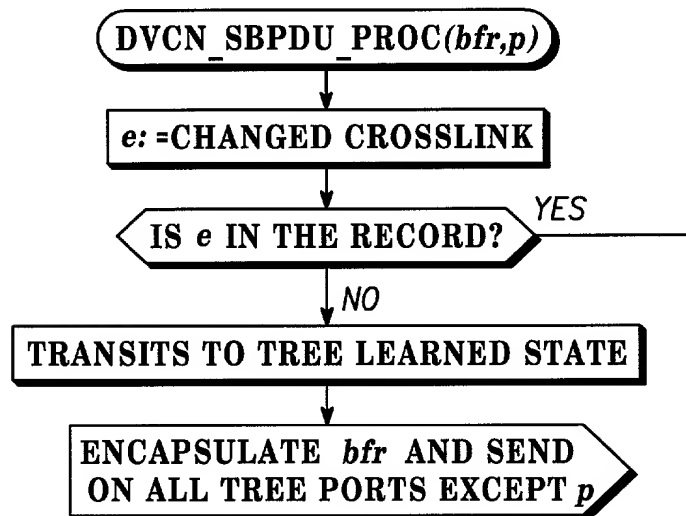 DVCN_SBPDU_PROC(bfr,p)
e:=CHANGED CROSSLINK
IS e IN THE RECORD?
YES
NO
TRANSITS TO TREE LEARNED STATE
ENCAPSULATE bfr AND SEND
ON ALL TREE PORTS EXCEPT p